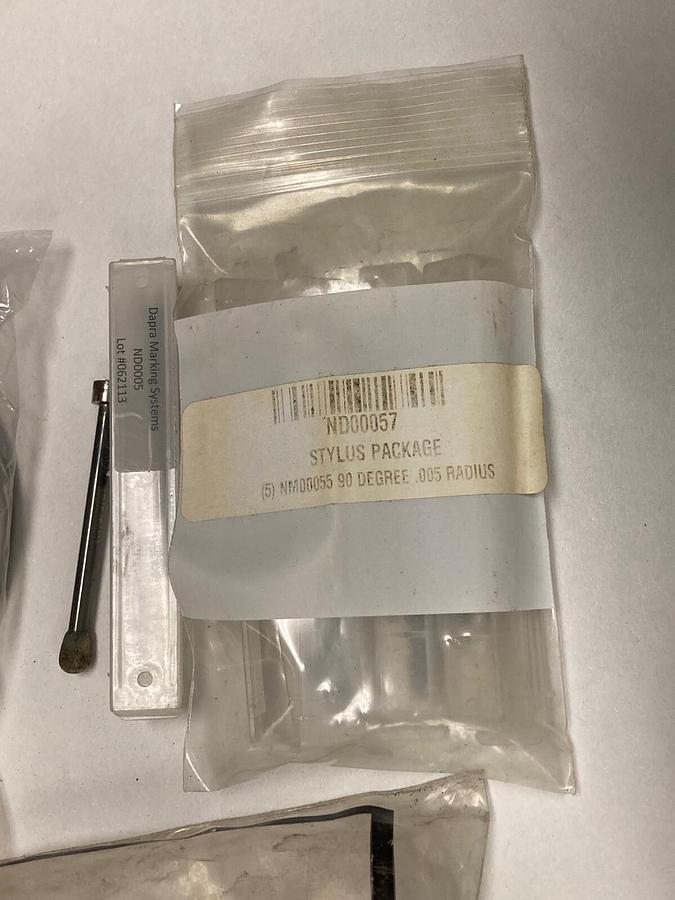 Dapra Marking Systems
ND0005
Lot #062113
ND00057
STYLUS PACKAGE
(5) NM00055 90 DEGREE .005 RADIUS